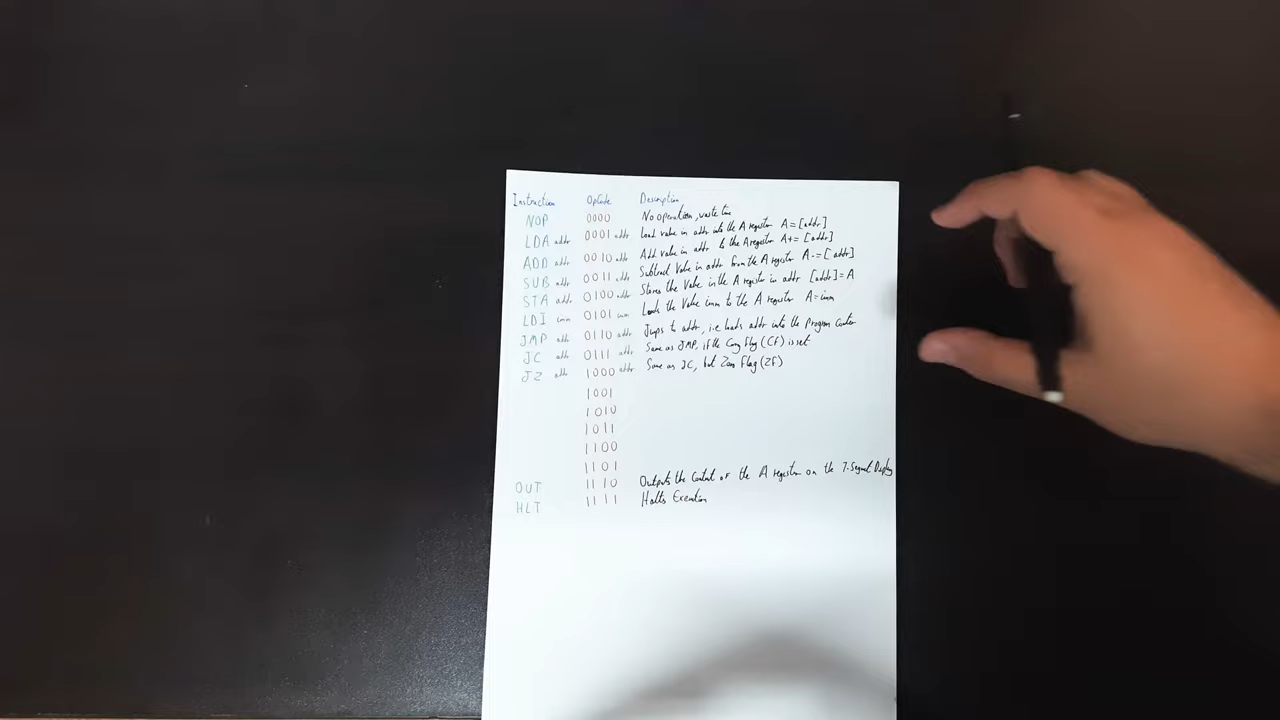 Instruction OpCode Description
NOP 0000 No operation, waste time
LDA addr 0001 addr Load value in addr into the A register A=[addr]
ADD addr 0010 addr Add value in addr to the A register A+=[addr]
SUB addr 0011 addr Subtract Value in addr from the A register A-=[addr]
STA addr 0100 addr Stores the Value in the A register in addr [addr]=A
LDI imm 0101 imm Loads the Value imm to the A register A=imm
JMP addr 0110 addr Jumps to addr, i.e. loads addr into the Program Counter
JC addr 0111 addr Same as JMP, if the Carry Flag (CF) is set
JZ addr 1000 addr Same as JC, but Zero Flag (ZF)
1001
1010
1011
1100
1101
OUT 1110 Outputs the Content of the A register on the 7-Segment Display
HLT 1111 Halts Execution